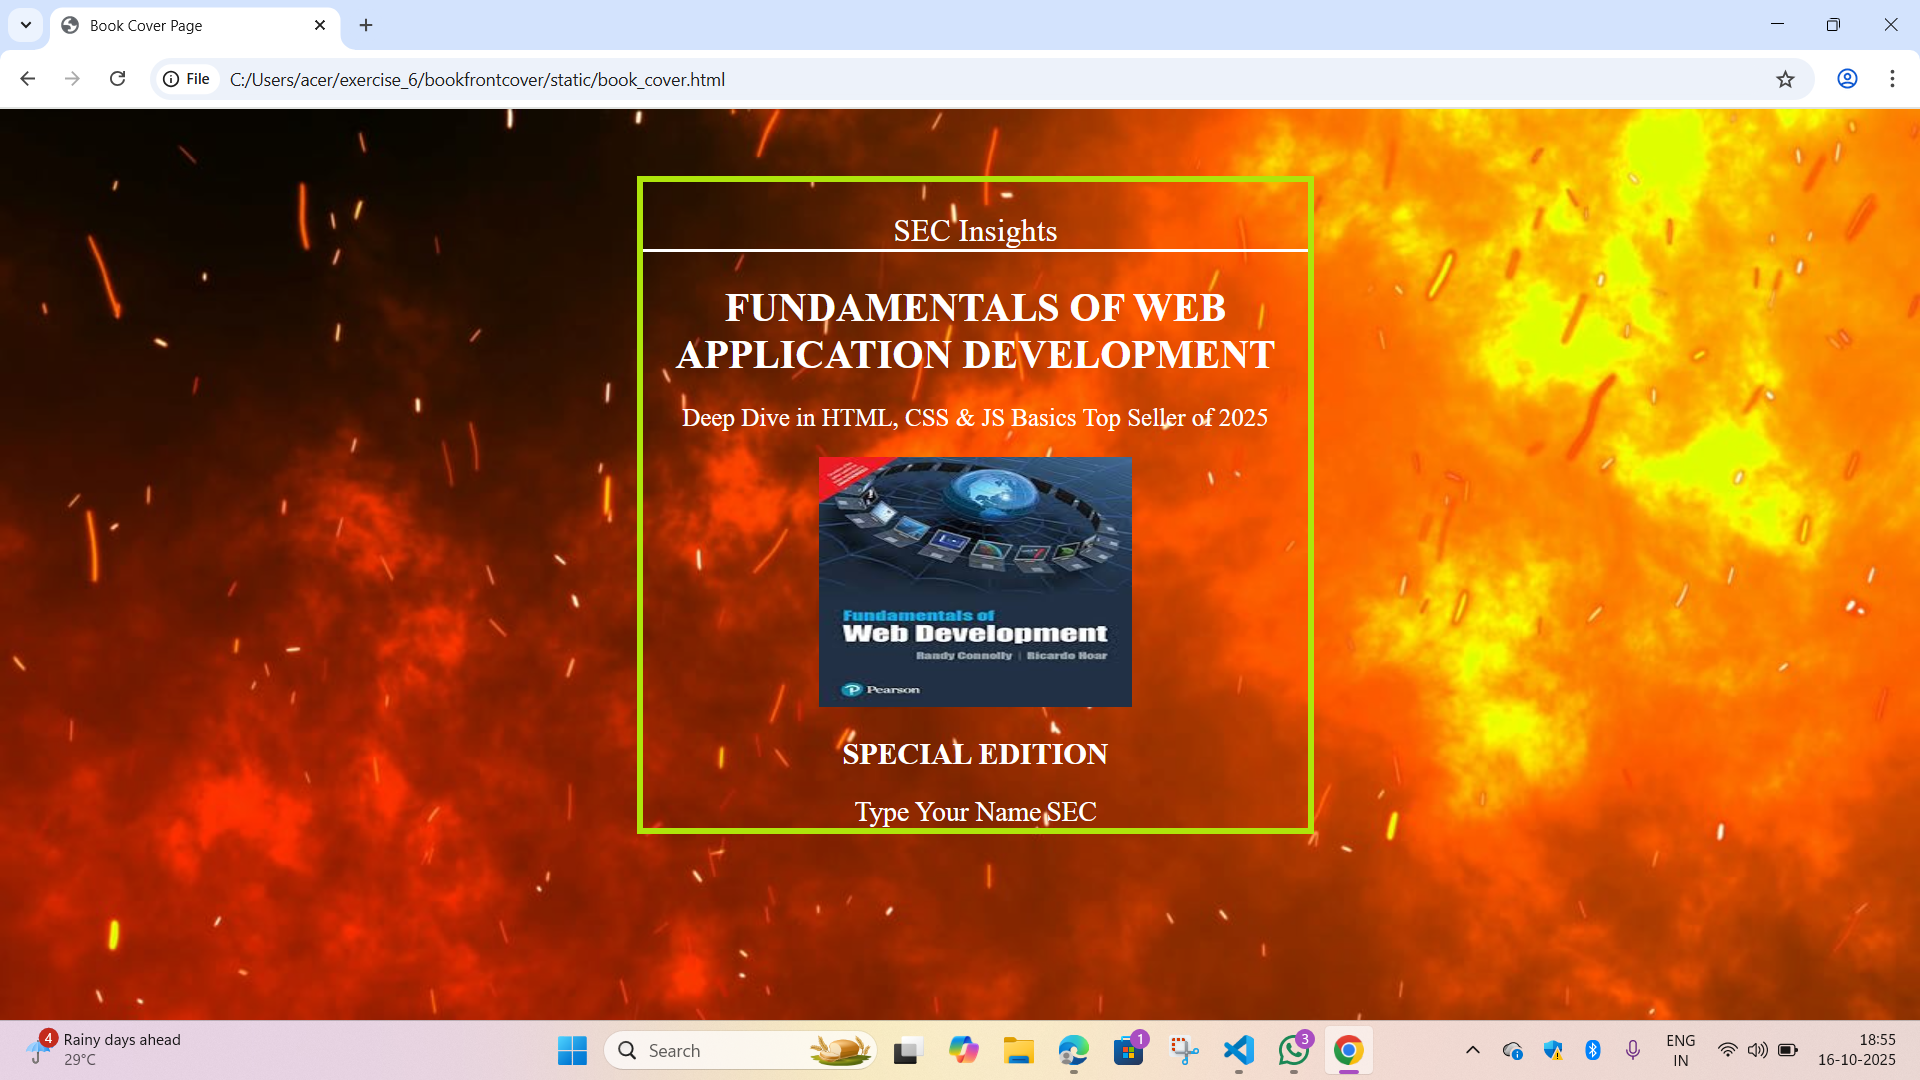 Book Cover Page
File
C:/Users/acer/exercise_6/bookfrontcover/static/book_cover.html
SEC Insights
FUNDAMENTALS OF WEB
APPLICATION DEVELOPMENT
Deep Dive in HTML, CSS & JS Basics Top Seller of 2025
Fundamentals of
Web Development
Randy Connolly | Ricardo Hoar
Pearson
SPECIAL EDITION
Type Your Name SEC
4
Rainy days ahead
29°C
Search
1
3
ENG
IN
18:55
16-10-2025